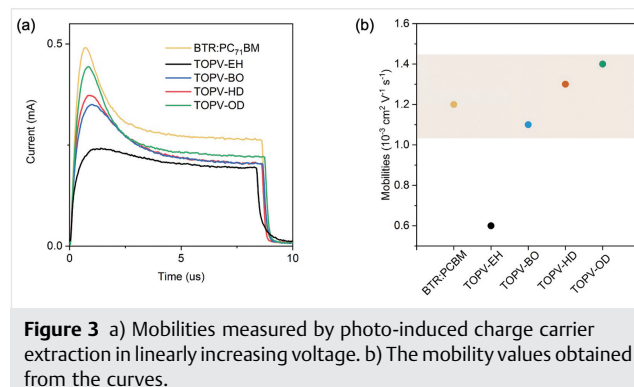 (a)
0.5
0.0
Current (mA)
0
5
10
Time (us)
BTR:PC₇₁BM
TOPV-EH
TOPV-BO
TOPV-HD
TOPV-OD
(b)
1.6
1.4
1.2
1.0
0.8
0.6
Mobilities (10⁻³ cm² V⁻¹ s⁻¹)
BTR:PCBM
TOPV-EH
TOPV-BO
TOPV-HD
TOPV-OD
Figure 3 a) Mobilities measured by photo-induced charge carrier
extraction in linearly increasing voltage. b) The mobility values obtained
from the curves.